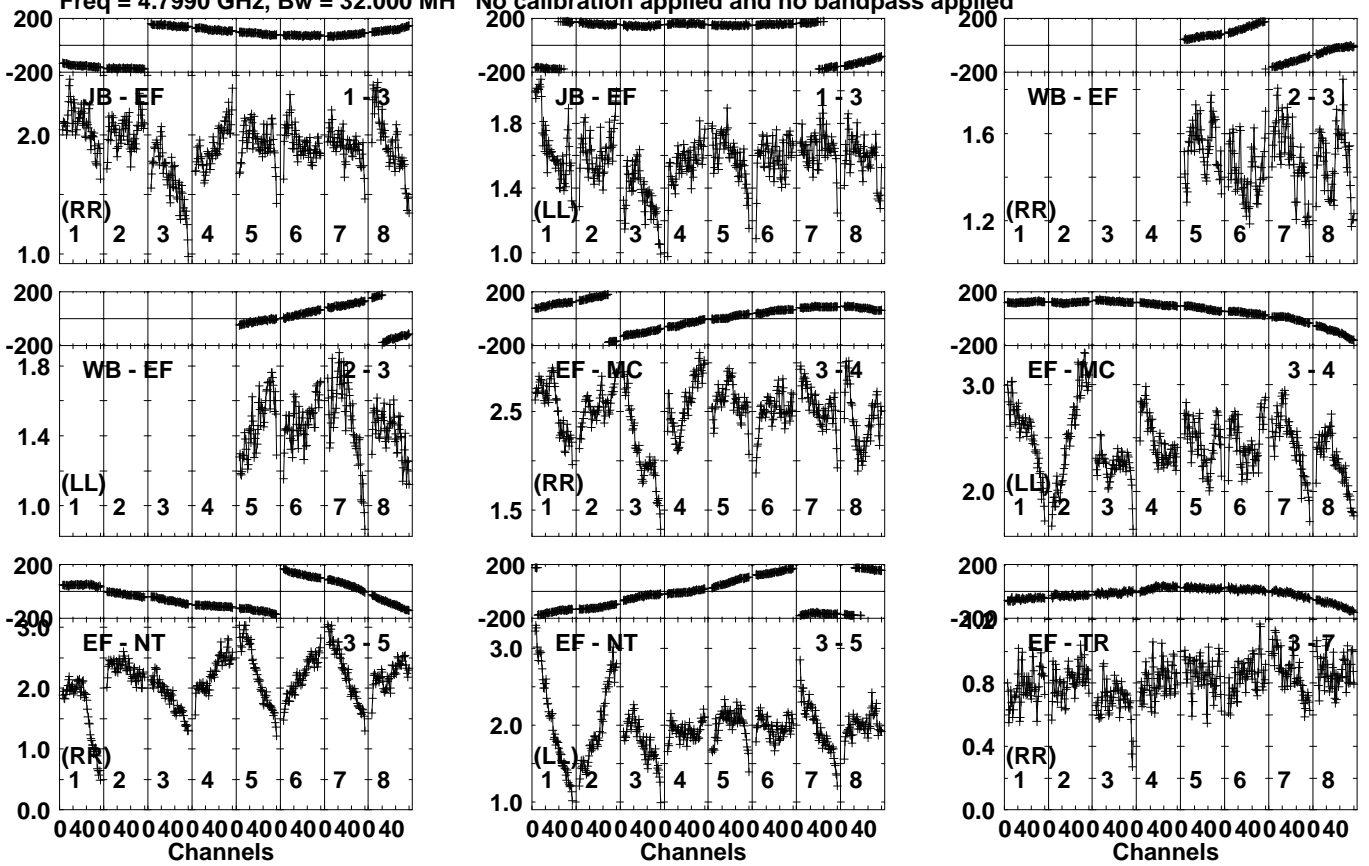 Freq = 4.7990 GHz, Bw = 32.000 MH No calibration applied and no bandpass applied
200 200 200
-200 -200 -200
JB - EF 1 - 3 JB - EF 1 - 3 WB - EF 2 - 3
2.0 1.8 1.6
1.4
(RR) (LL) (RR) 1.2
1 2 3 4 5 6 7 8 1 2 3 4 5 6 7 8 1 2 3 4 5 6 7 8
1.0 1.0
200 200 200
-200 -200 -200
1.8 WB - EF 2 - 3 EF - MC 3 - 4 EF - MC 3 - 4
3.0
1.4 2.5
(LL) (RR) (LL) 2.0
1.0 1 2 3 4 5 6 7 8 1.5 1 2 3 4 5 6 7 8 1 2 3 4 5 6 7 8
200 200 200
-200 -200 -200
3.0 EF - NT 3 - 5 3.0 EF - NT 3 - 5 1.2 EF - TR 3 - 7
2.0 2.0 0.8
1.0 (RR) (LL) 0.4 (RR)
1 2 3 4 5 6 7 8 1 2 3 4 5 6 7 8 1 2 3 4 5 6 7 8
0.0 1.0 0.0
0 40 0 40 0 40 0 40 0 40 0 40 0 40 0 40 0 40 0 40 0 40 0 40 0 40 0 40 0 40 0 40 0 40 0 40 0 40 0 40 0 40 0 40 0 40 0 40
Channels Channels Channels